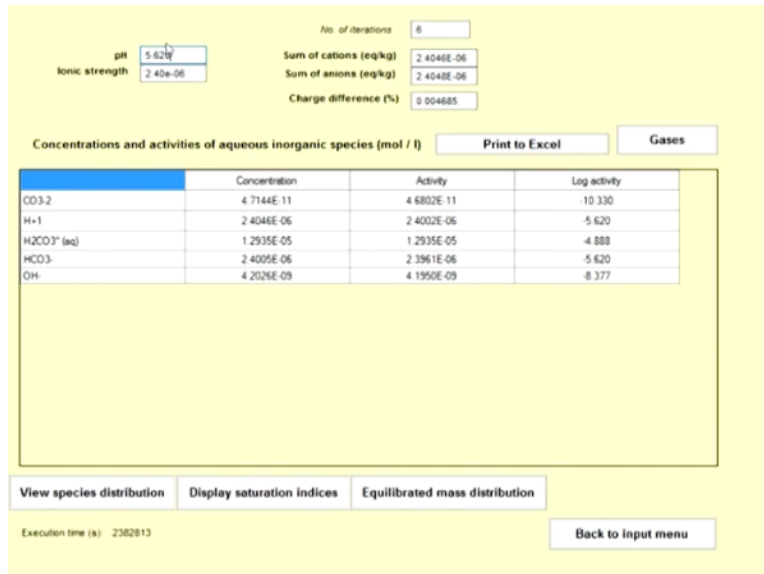 No. of iterations 6
pH 5.620
Sum of cations (eq/kg) 2.4046E-06
Ionic strength 2.40e-06
Sum of anions (eq/kg) 2.4048E-06
Charge difference (%) 0.004685
Concentrations and activities of aqueous inorganic species (mol / l) Print to Excel Gases
Concentration Activity Log activity
CO3-2 4.7144E-11 4.6802E-11 -10.330
H+1 2.4046E-06 2.4002E-06 -5.620
H2CO3* (aq) 1.2935E-05 1.2935E-05 -4.888
HCO3- 2.4005E-06 2.3961E-06 -5.620
OH- 4.2026E-09 4.1950E-09 -8.377
View species distribution Display saturation indices Equilibrated mass distribution
Execution time (s): .2382813 Back to input menu